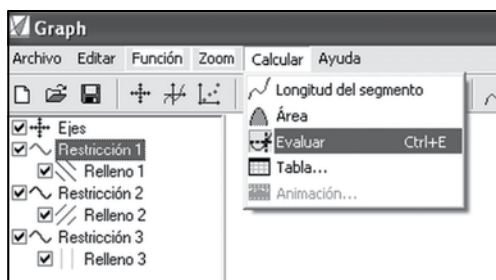 Graph
Archivo Editar Función Zoom Calcular Ayuda
Longitud del segmento
Área
Evaluar Ctrl+E
Tabla...
Animación...
Ejes
Restricción 1
Relleno 1
Restricción 2
Relleno 2
Restricción 3
Relleno 3